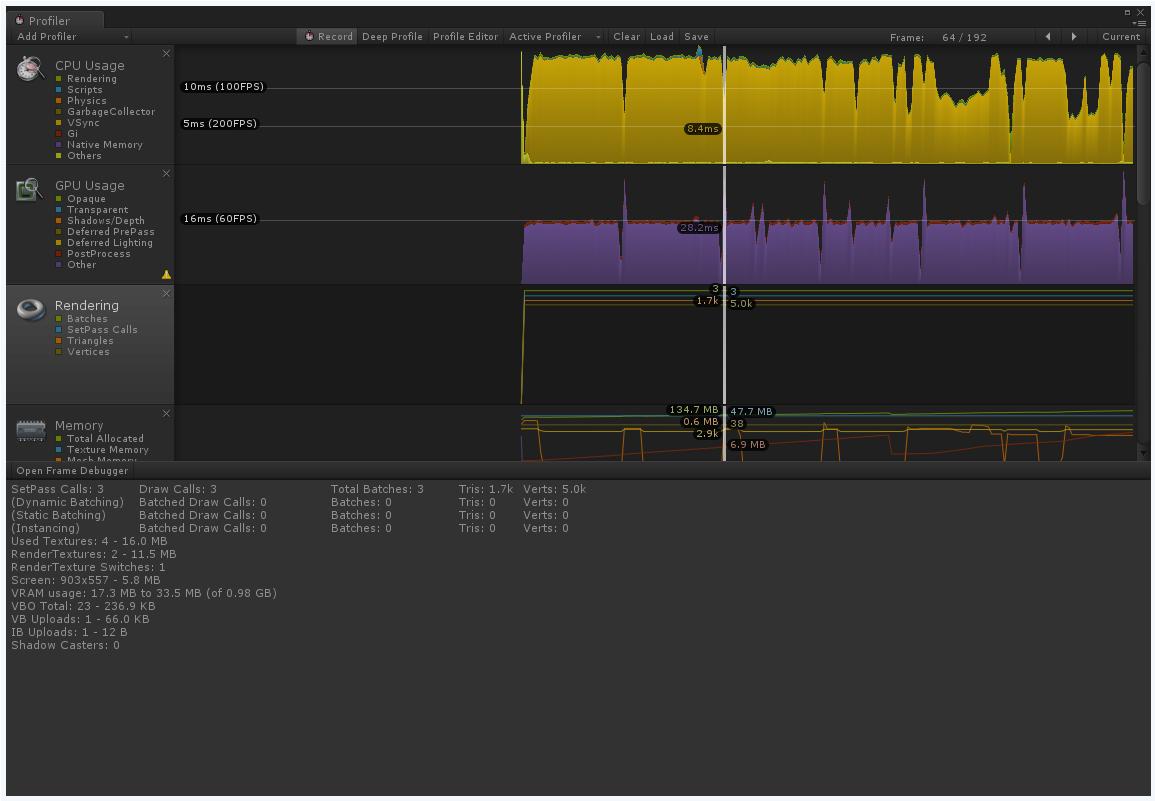 Profiler
Add Profiler Record Deep Profile Profile Editor Active Profiler Clear Load Save Frame: 64 / 192 Current
CPU Usage
Rendering
Scripts
Physics
GarbageCollector
VSync
Gi
Native Memory
Others
10ms (100FPS)
5ms (200FPS)
8.4ms
GPU Usage
Opaque
Transparent
Shadows/Depth
Deferred PrePass
Deferred Lighting
PostProcess
Other
16ms (60FPS)
28.2ms
Rendering
Batches
SetPass Calls
Triangles
Vertices
3 3
1.7k 5.0k
Memory
Total Allocated
Texture Memory
Mesh Memory
134.7 MB 47.7 MB
0.6 MB 38
2.9k
6.9 MB
Open Frame Debugger
SetPass Calls: 3 Draw Calls: 3 Total Batches: 3 Tris: 1.7k Verts: 5.0k
(Dynamic Batching) Batched Draw Calls: 0 Batches: 0 Tris: 0 Verts: 0
(Static Batching) Batched Draw Calls: 0 Batches: 0 Tris: 0 Verts: 0
(Instancing) Batched Draw Calls: 0 Batches: 0 Tris: 0 Verts: 0
Used Textures: 4 - 16.0 MB
RenderTextures: 2 - 11.5 MB
RenderTexture Switches: 1
Screen: 903x557 - 5.8 MB
VRAM usage: 17.3 MB to 33.5 MB (of 0.98 GB)
VBO Total: 23 - 236.9 KB
VB Uploads: 1 - 66.0 KB
IB Uploads: 1 - 12 B
Shadow Casters: 0